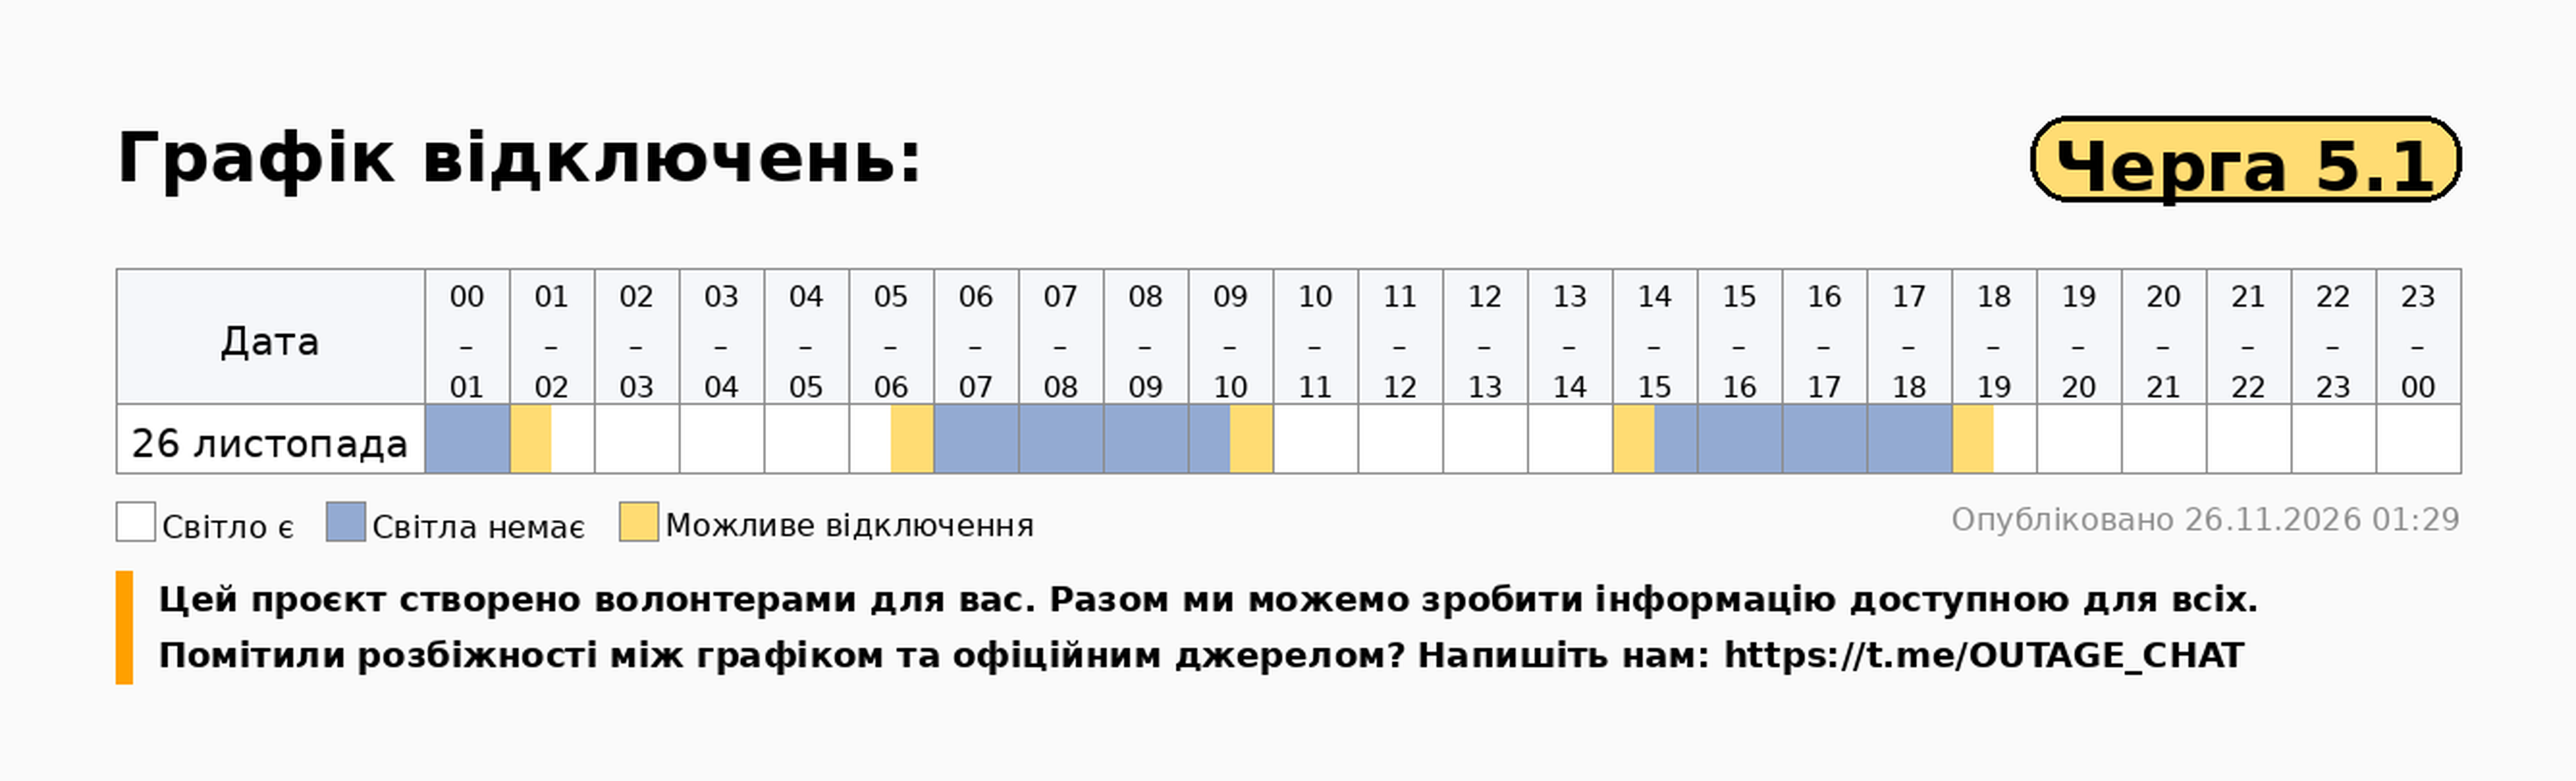 Графік відключень:
Черга 5.1
Дата 00 – 01 01 – 02 02 – 03 03 – 04 04 – 05 05 – 06 06 – 07 07 – 08 08 – 09 09 – 10 10 – 11 11 – 12 12 – 13 13 – 14 14 – 15 15 – 16 16 – 17 17 – 18 18 – 19 19 – 20 20 – 21 21 – 22 22 – 23 23 – 00
26 листопада
Світло є Світла немає Можливе відключення
Опубліковано 26.11.2026 01:29
Цей проєкт створено волонтерами для вас. Разом ми можемо зробити інформацію доступною для всіх.
Помітили розбіжності між графіком та офіційним джерелом? Напишіть нам: https://t.me/OUTAGE_CHAT